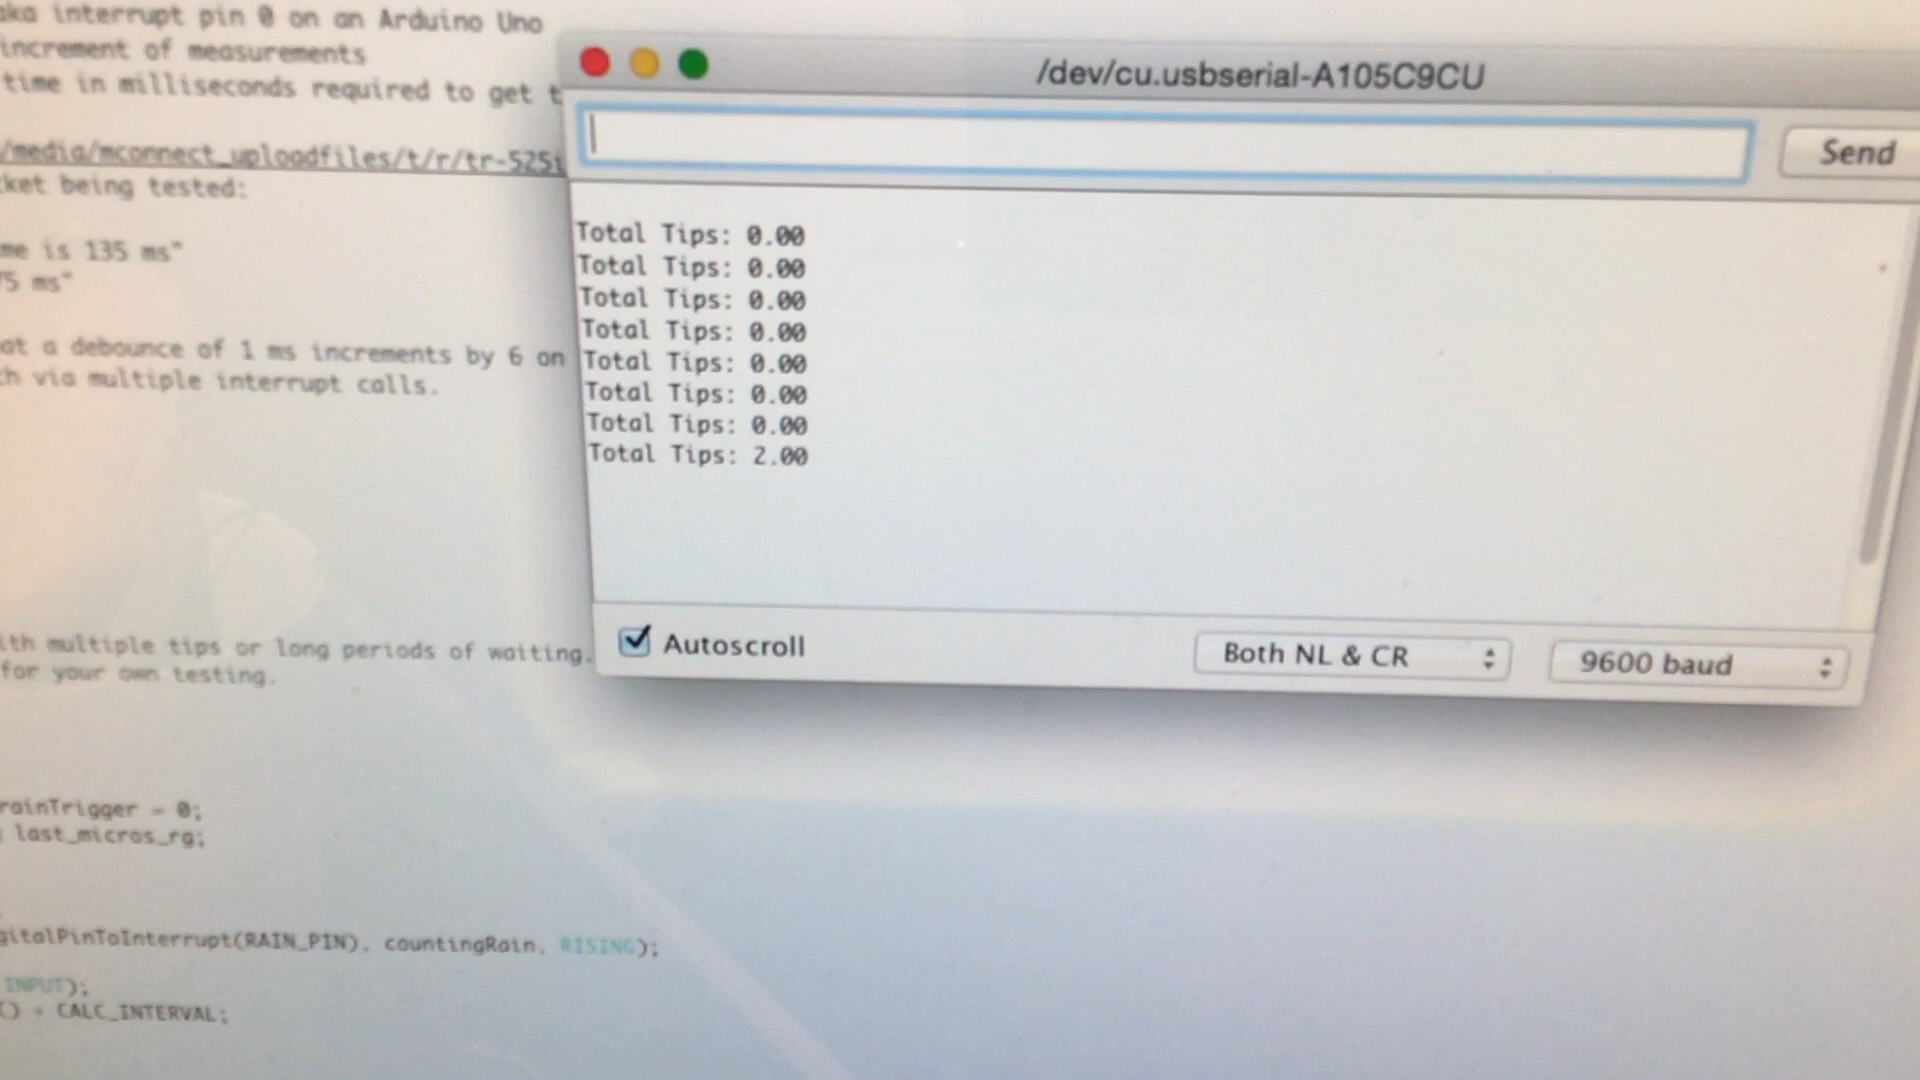 aka interrupt pin 0 on an Arduino Uno
increment of measurements
time in milliseconds required to get t
/media/mconnect_uploadfiles/t/r/tr-525i
ket being tested:
me is 135 ms"
75 ms"
at a debounce of 1 ms increments by 6 on
ch via multiple interrupt calls.
ith multiple tips or long periods of waiting.
for your own testing.
rainTrigger = 0;
last_micros_rg;
gitalPinToInterrupt(RAIN_PIN), countingRain, RISING);
INPUT);
() + CALC_INTERVAL;
/dev/cu.usbserial-A105C9CU
Send
Total Tips: 0.00
Total Tips: 0.00
Total Tips: 0.00
Total Tips: 0.00
Total Tips: 0.00
Total Tips: 0.00
Total Tips: 0.00
Total Tips: 2.00
Autoscroll
Both NL & CR
9600 baud